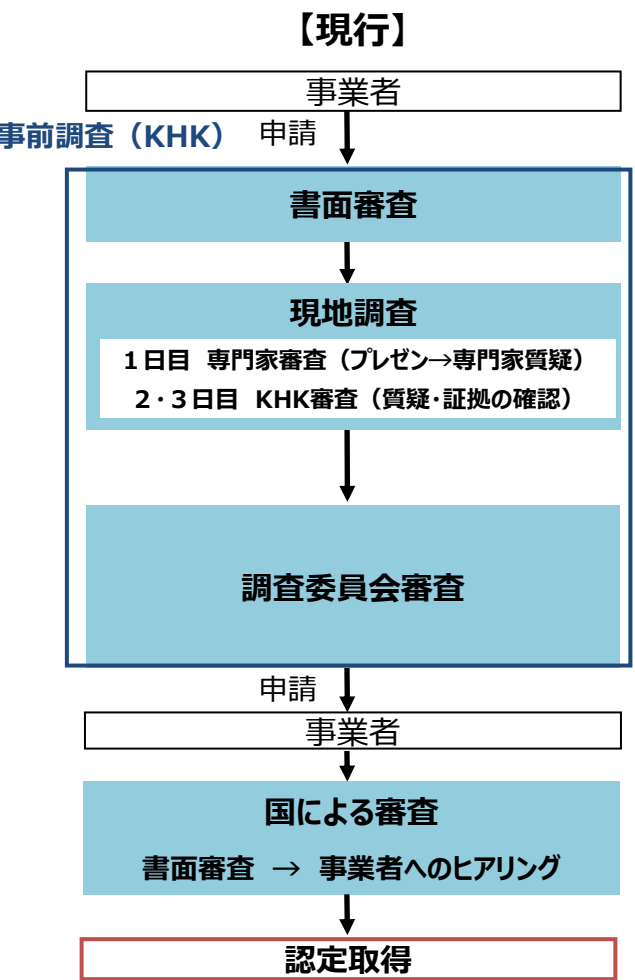 【現行】
事業者
事前調査（KHK）
申請
書面審査
現地調査
１日目 専門家審査（プレゼン→専門家質疑）
２・３日目 KHK審査（質疑・証拠の確認）
調査委員会審査
申請
事業者
国による審査
書面審査 → 事業者へのヒアリング
認定取得